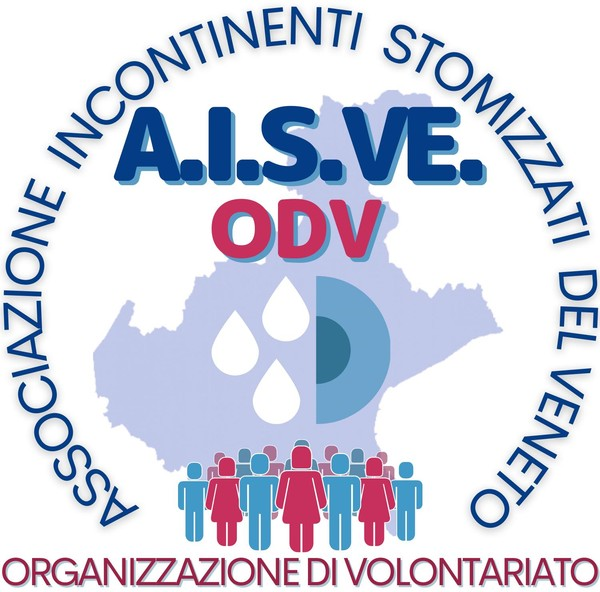 ASSOCIAZIONE INCONTINENTI STOMIZZATI DEL VENETO
A.I.S.VE.
ODV
ORGANIZZAZIONE DI VOLONTARIATO